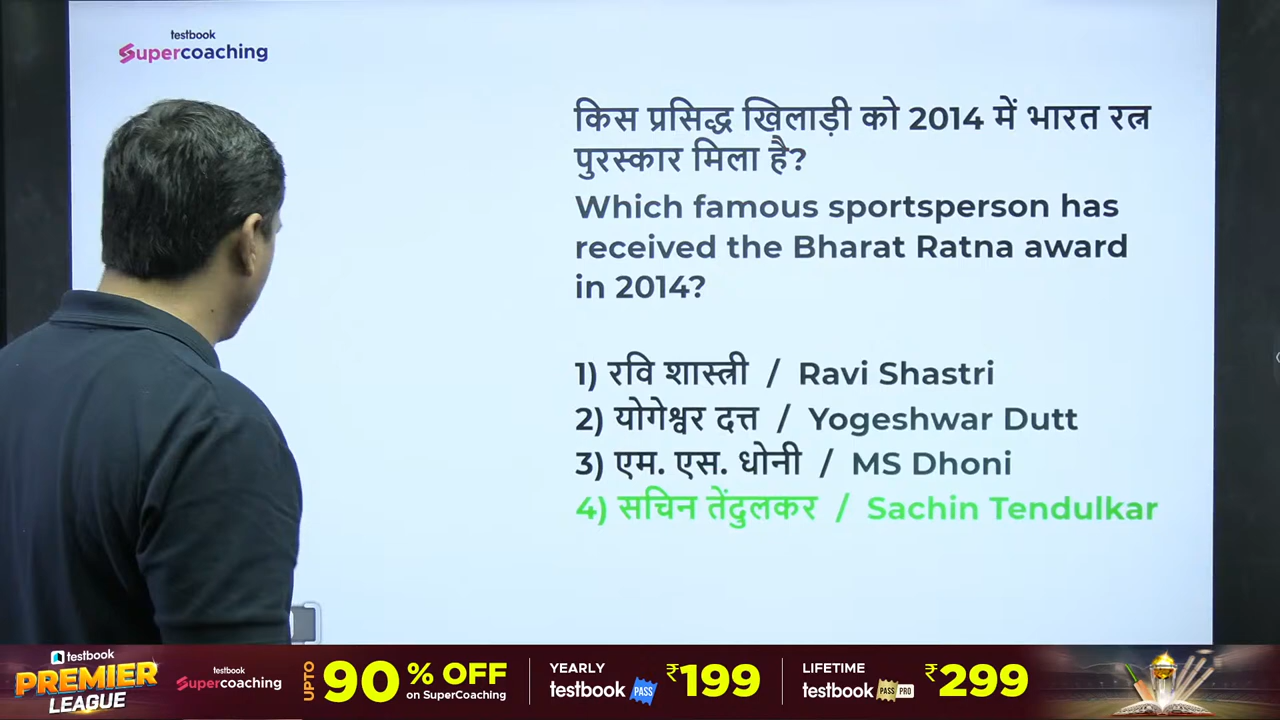 testbook
Supercoaching
किस प्रसिद्ध खिलाड़ी को 2014 में भारत रत्न
पुरस्कार मिला है?
Which famous sportsperson has
received the Bharat Ratna award
in 2014?
1) रवि शास्त्री / Ravi Shastri
2) योगेश्वर दत्त / Yogeshwar Dutt
3) एम. एस. धोनी / MS Dhoni
4) सचिन तेंदुलकर / Sachin Tendulkar
testbook
PREMIER
LEAGUE
testbook
Supercoaching
UPTO 90 % OFF
on SuperCoaching
YEARLY
testbook PASS
₹199
LIFETIME
testbook PASS PRO
₹299